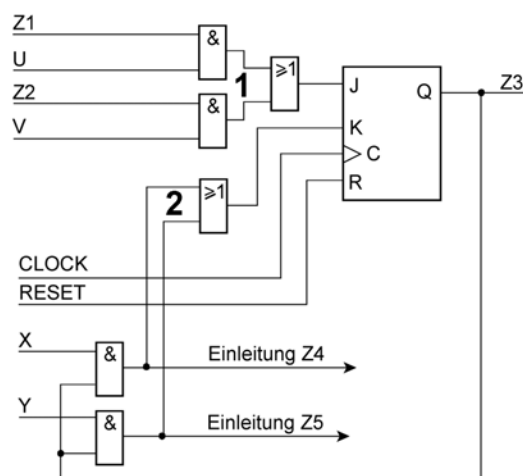 Z1
&
U
1
≥1
Z2
&
V
J
Q
Z3
K
C
R
2
≥1
CLOCK
RESET
X
&
Einleitung Z4
Y
&
Einleitung Z5